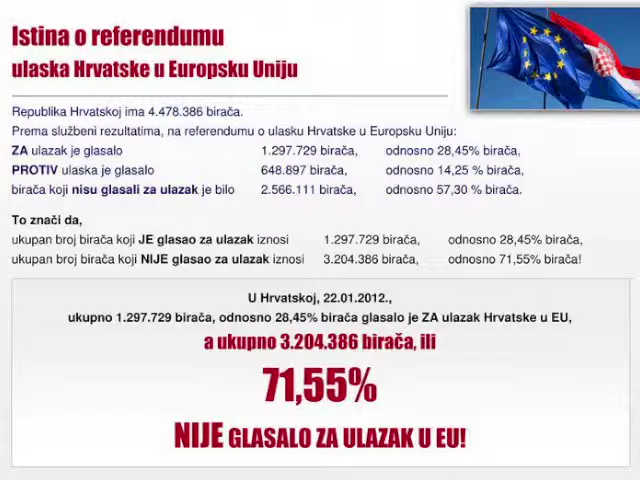 Istina o referendumu
ulaska Hrvatske u Europsku Uniju
Republika Hrvatskoj ima 4.478.386 birača.
Prema službeni rezultatima, na referendumu o ulasku Hrvatske u Europsku Uniju:
ZA ulazak je glasalo 1.297.729 birača, odnosno 28,45% birača,
PROTIV ulaska je glasalo 648.897 birača, odnosno 14,25 % birača,
birača koji nisu glasali za ulazak je bilo 2.566.111 birača, odnosno 57,30 % birača.
To znači da,
ukupan broj birača koji JE glasao za ulazak iznosi 1.297.729 birača, odnosno 28,45% birača,
ukupan broj birača koji NIJE glasao za ulazak iznosi 3.204.386 birača, odnosno 71,55% birača!
U Hrvatskoj, 22.01.2012.,
ukupno 1.297.729 birača, odnosno 28,45% birača glasalo je ZA ulazak Hrvatske u EU,
a ukupno 3.204.386 birača, ili
71,55%
NIJE GLASALO ZA ULAZAK U EU!